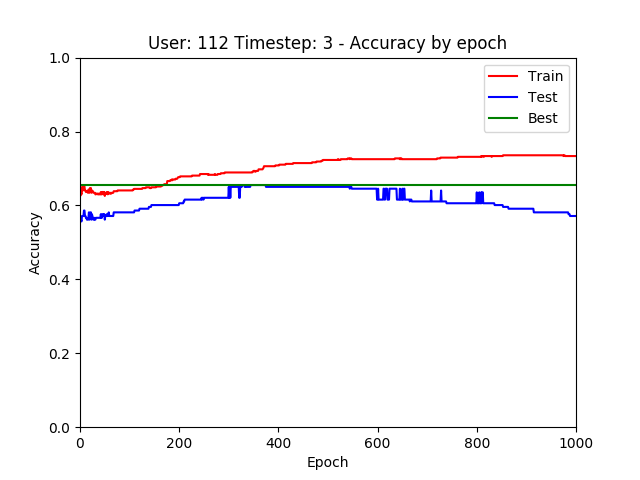 User: 112 Timestep: 3 - Accuracy by epoch
1.0
0.8
0.6
0.4
0.2
0.0
Accuracy
Train
Test
Best
0 200 400 600 800 1000
Epoch